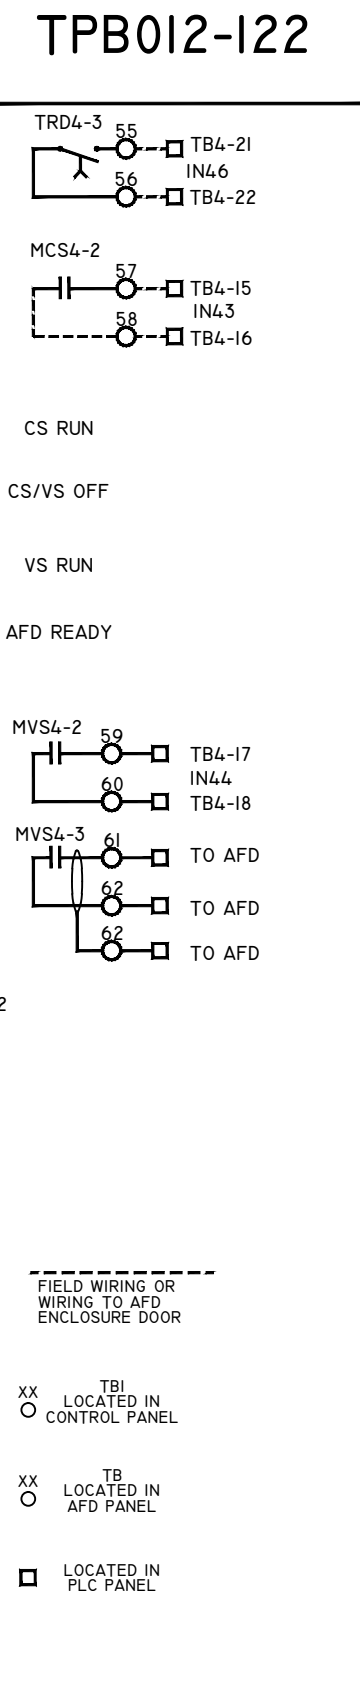 TPB012-122
TRD4-3
55
TB4-21
IN46
56
TB4-22
MCS4-2
57
TB4-15
IN43
58
TB4-16
CS RUN
CS/VS OFF
VS RUN
AFD READY
MVS4-2
59
TB4-17
IN44
60
TB4-18
MVS4-3
61
TO AFD
62
TO AFD
62
TO AFD
2
FIELD WIRING OR
WIRING TO AFD
ENCLOSURE DOOR
XX
TB1
LOCATED IN
CONTROL PANEL
XX
TB
LOCATED IN
AFD PANEL
LOCATED IN
PLC PANEL